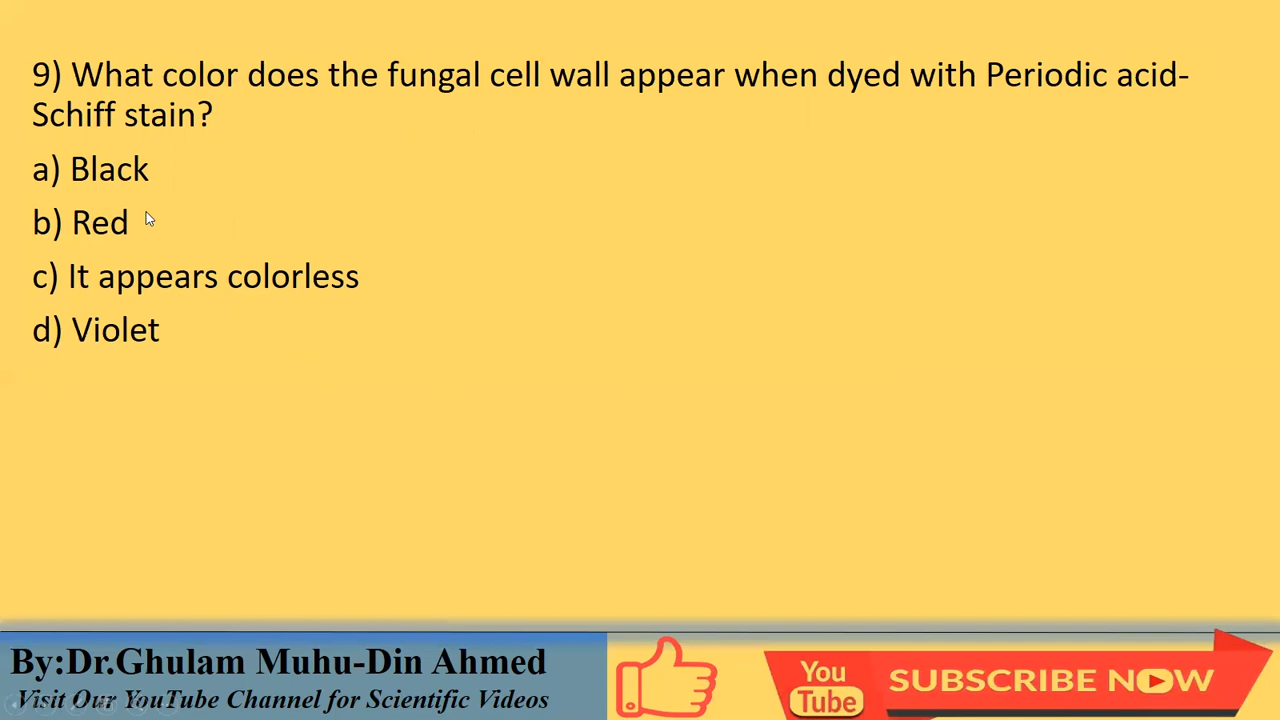 9) What color does the fungal cell wall appear when dyed with Periodic acid-
Schiff stain?
a) Black
b) Red
c) It appears colorless
d) Violet
By:Dr.Ghulam Muhu-Din Ahmed
Visit Our YouTube Channel for Scientific Videos
You
Tube
SUBSCRIBE NOW